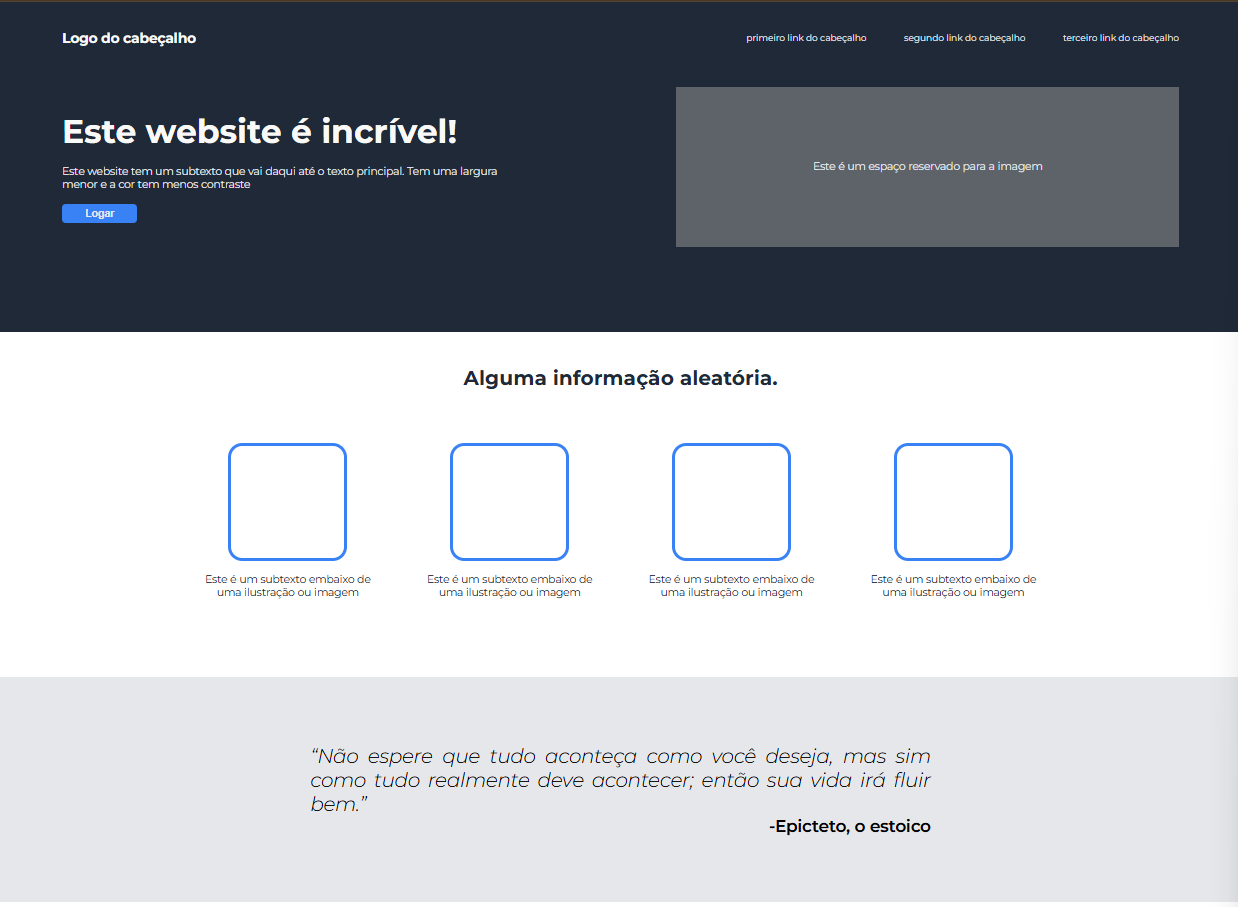 Logo do cabeçalho
primeiro link do cabeçalho
segundo link do cabeçalho
terceiro link do cabeçalho
Este website é incrível!
Este website tem um subtexto que vai daqui até o texto principal. Tem uma largura
menor e a cor tem menos contraste
Logar
Este é um espaço reservado para a imagem
Alguma informação aleatória.
Este é um subtexto embaixo de
uma ilustração ou imagem
Este é um subtexto embaixo de
uma ilustração ou imagem
Este é um subtexto embaixo de
uma ilustração ou imagem
Este é um subtexto embaixo de
uma ilustração ou imagem
“Não espere que tudo aconteça como você deseja, mas sim
como tudo realmente deve acontecer; então sua vida irá fluir
bem.”
-Epicteto, o estoico